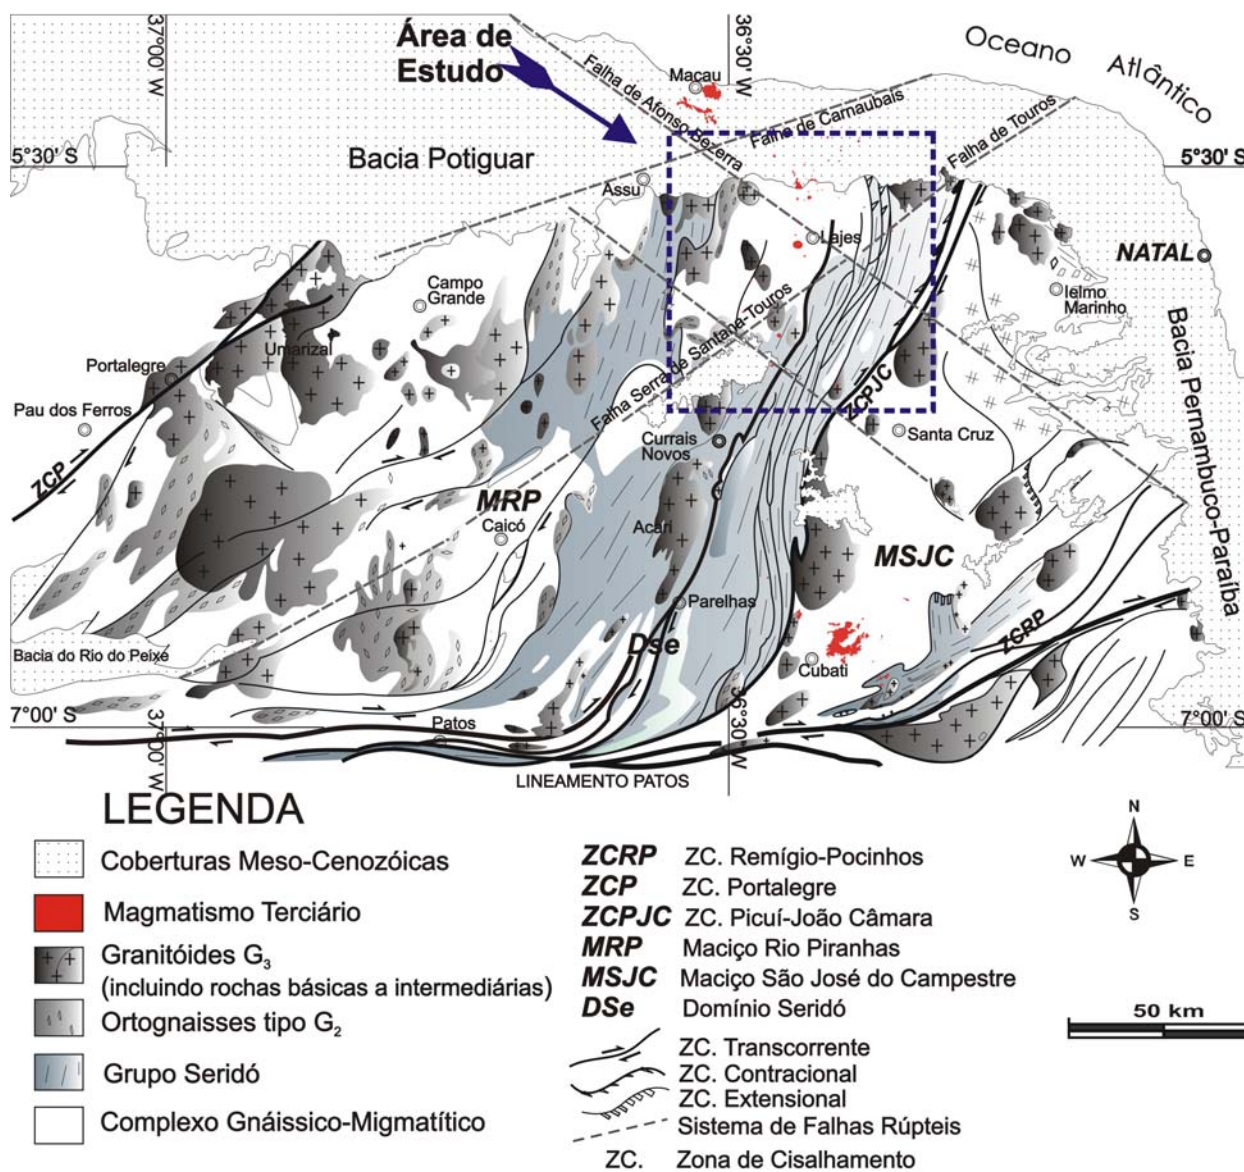 37°00' W
36°30' W
Oceano Atlântico
Área de
Estudo
Macau
Falha de Afonso Bezerra
Falha de Carnaubais
Falha de Touros
5°30' S
5°30' S
Bacia Potiguar
Assu
Lajes
NATAL
Campo
Grande
Ielmo
Marinho
Umarizal
Portalegre
Falha Serra de Santana-Touros
Bacia Pernambuco-Paraíba
Pau dos Ferros
ZCPJC
Santa Cruz
Currais
Novos
ZCP
MRP
Caicó
Acari
MSJC
Parelhas
Dse
ZCRP
Bacia do Rio do Peixe
Cubati
7°00' S
7°00' S
Patos
37°00' W
36°30' W
LINEAMENTO PATOS
LEGENDA
Coberturas Meso-Cenozóicas
Magmatismo Terciário
Granitóides G3
(incluindo rochas básicas a intermediárias)
Ortognaisses tipo G2
Grupo Seridó
Complexo Gnáissico-Migmatítico
ZCRP ZC. Remígio-Pocinhos
ZCP ZC. Portalegre
ZCPJC ZC. Picuí-João Câmara
MRP Maciço Rio Piranhas
MSJC Maciço São José do Campestre
DSe Domínio Seridó
ZC. Transcorrente
ZC. Contracional
ZC. Extensional
Sistema de Falhas Rúpteis
ZC. Zona de Cisalhamento
N
W E
S
50 km